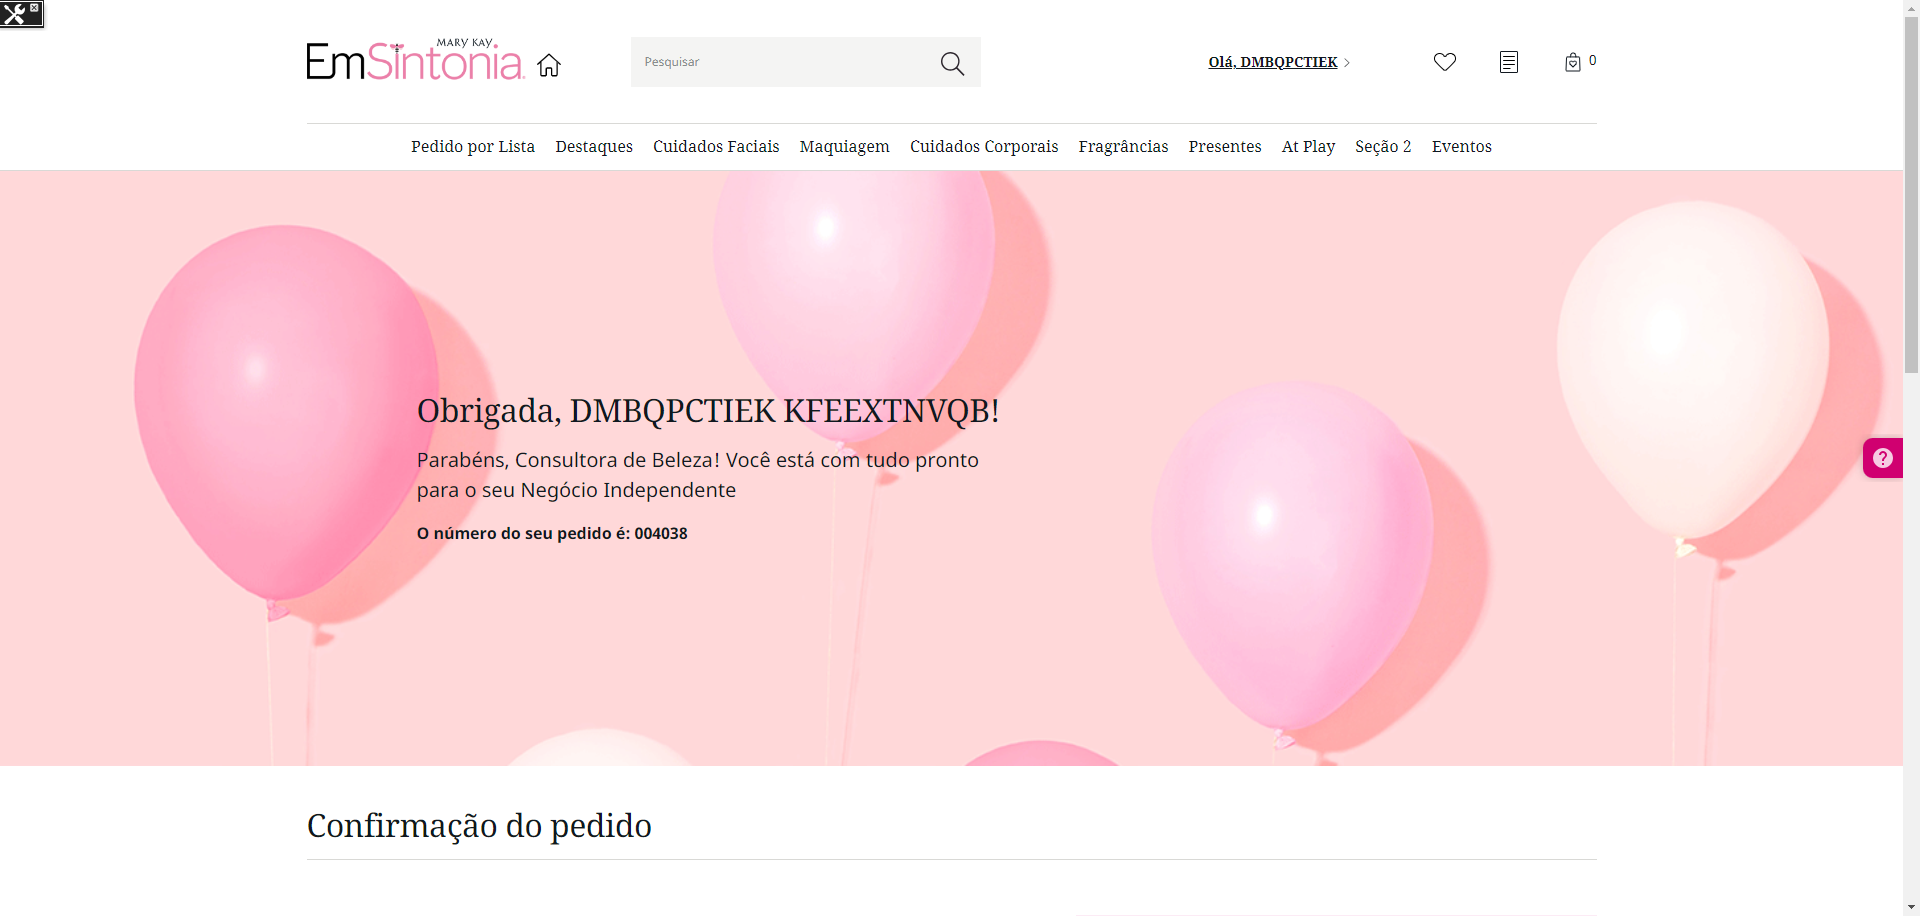 MARY KAY
EmSintonia
Pesquisar
Olá, DMBQPCTIEK
0
Pedido por Lista Destaques Cuidados Faciais Maquiagem Cuidados Corporais Fragrâncias Presentes At Play Seção 2 Eventos
Obrigada, DMBQPCTIEK KFEEXTNVQB!
Parabéns, Consultora de Beleza! Você está com tudo pronto
para o seu Negócio Independente
O número do seu pedido é: 004038
?
Confirmação do pedido